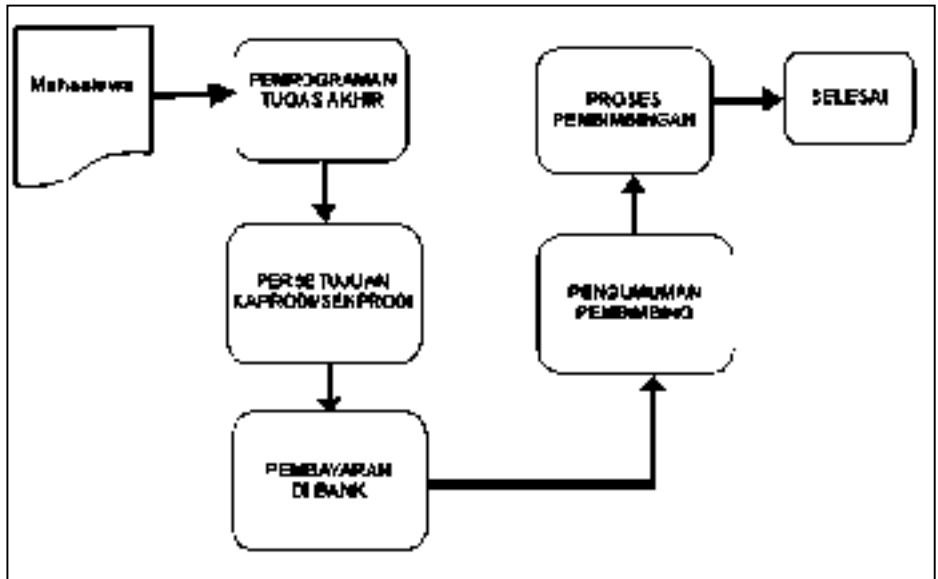 Mahasiswa
PEMROGRAMAN
TUGAS AKHIR
PERSETUJUAN
KAPRODI/SEKPRODI
PEMBAYARAN
DI BANK
PENGUMUMAN
PEMBIMBING
PROSES
PEMBIMBINGAN
SELESAI